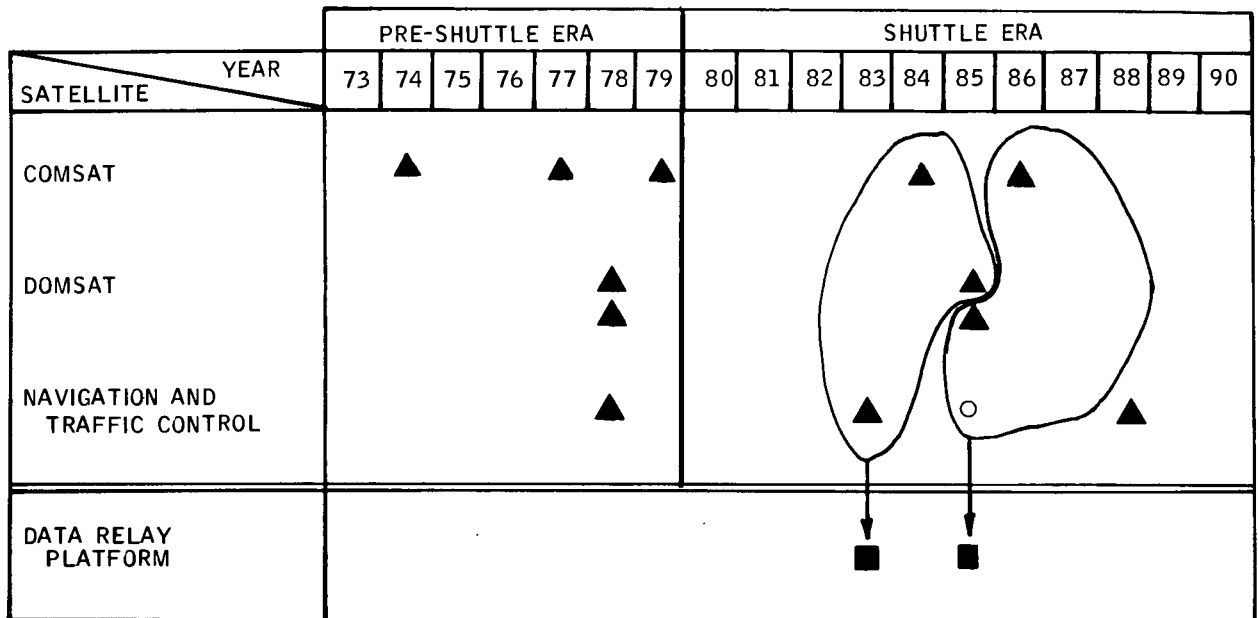 PRE-SHUTTLE ERA SHUTTLE ERA
YEAR
SATELLITE
73 74 75 76 77 78 79 80 81 82 83 84 85 86 87 88 89 90
COMSAT
DOMSAT
NAVIGATION AND
TRAFFIC CONTROL
DATA RELAY
PLATFORM